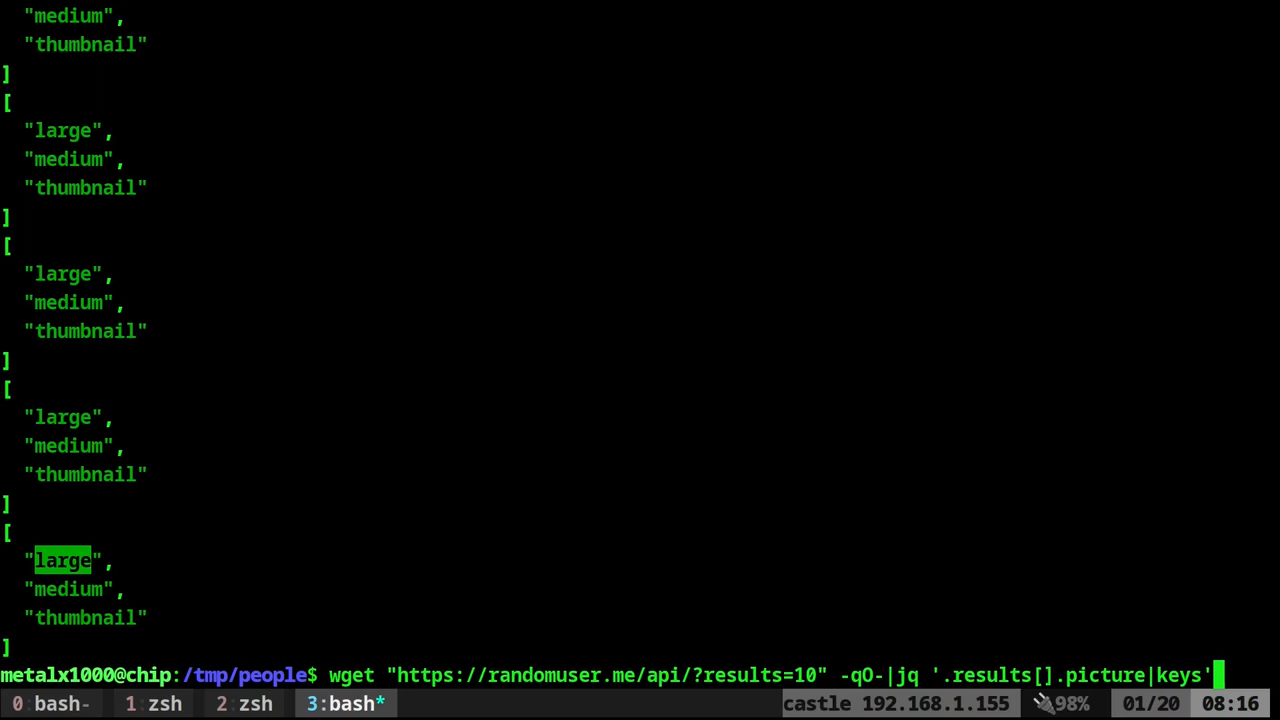 "medium",
  "thumbnail"
]
[
  "large",
  "medium",
  "thumbnail"
]
[
  "large",
  "medium",
  "thumbnail"
]
[
  "large",
  "medium",
  "thumbnail"
]
[
  "large",
  "medium",
  "thumbnail"
]
metalx1000@chip:/tmp/people$ wget "https://randomuser.me/api/?results=10" -qO-|jq '.results[].picture|keys'
0:bash- 1:zsh 2:zsh 3:bash* castle 192.168.1.155 🔌98% 01/20 08:16